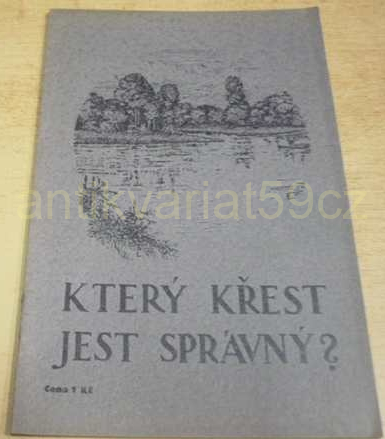 antikvariat59cz
KTERÝ KŘEST
JEST SPRÁVNÝ?
Cena 1 Kč